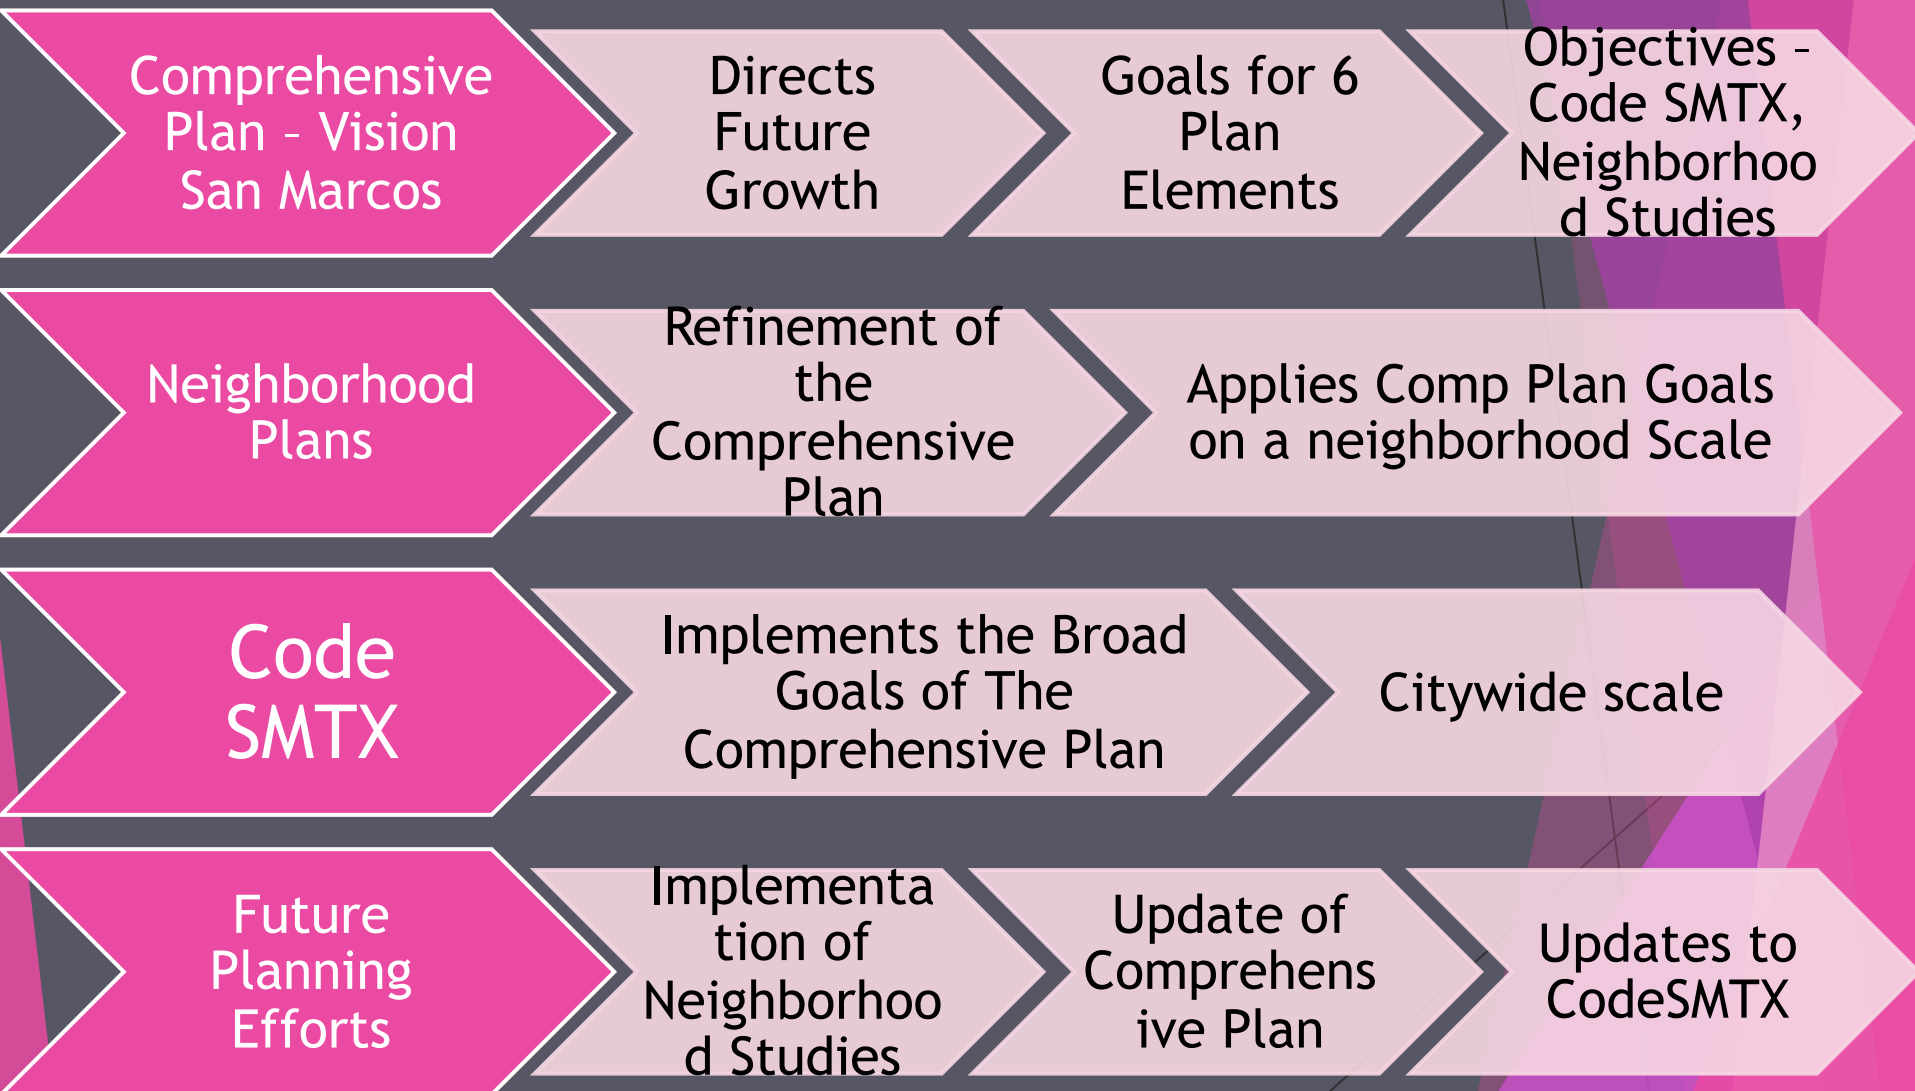 Comprehensive
Plan – Vision
San Marcos
Directs
Future
Growth
Goals for 6
Plan
Elements
Objectives –
Code SMTX,
Neighborhoo
d Studies
Neighborhood
Plans
Refinement of
the
Comprehensive
Plan
Applies Comp Plan Goals
on a neighborhood Scale
Code
SMTX
Implements the Broad
Goals of The
Comprehensive Plan
Citywide scale
Future
Planning
Efforts
Implementa
tion of
Neighborhoo
d Studies
Update of
Comprehens
ive Plan
Updates to
CodeSMTX